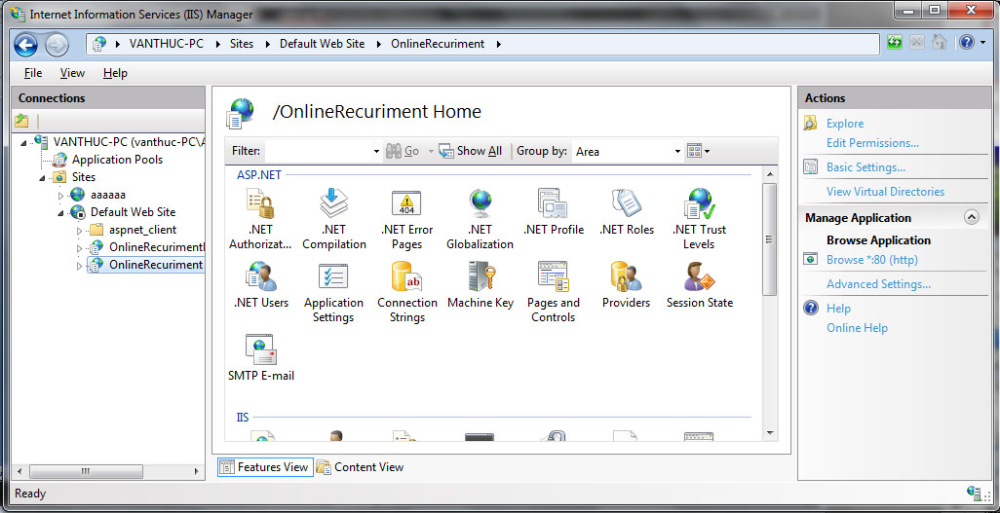 Internet Information Services (IIS) Manager
VANTHUC-PC
Sites
Default Web Site
OnlineRecuriment
File View Help
Connections
VANTHUC-PC (vanthuc-PC\A
Application Pools
Sites
aaaaaa
Default Web Site
aspnet_client
OnlineRecuriment
OnlineRecuriment
/OnlineRecuriment Home
Filter: Go Show All Group by: Area
ASP.NET
.NET Authorizat...
.NET Compilation
404
.NET Error Pages
.NET Globalization
.NET Profile
.NET Roles
.NET Trust Levels
.NET Users
Application Settings
ab
Connection Strings
Machine Key
Pages and Controls
Providers
Session State
SMTP E-mail
IIS
Features View
Content View
Actions
Explore
Edit Permissions...
Basic Settings...
View Virtual Directories
Manage Application
Browse Application
Browse *:80 (http)
Advanced Settings...
Help
Online Help
Ready